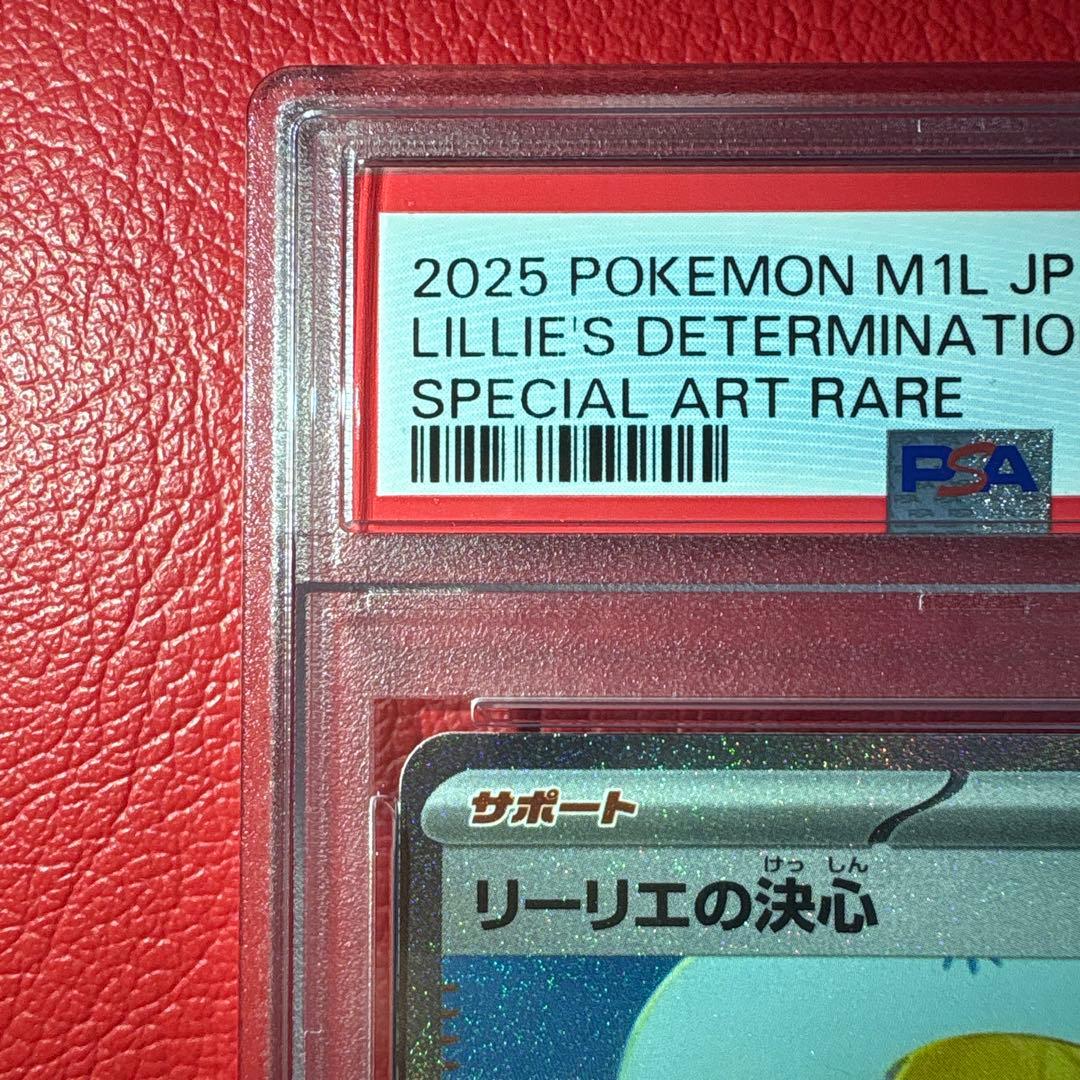 2025 POKEMON M1L JP
LILLIE'S DETERMINATIO
SPECIAL ART RARE
PSA
サポート
けっしん
リーリエの決心